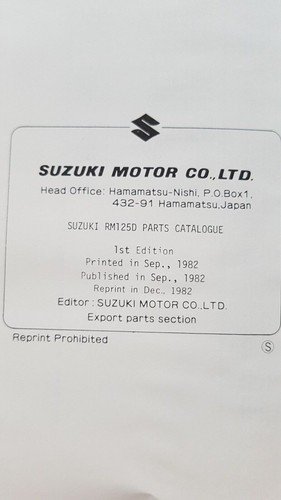 SUZUKI MOTOR CO.,LTD.
Head Office: Hamamatsu-Nishi, P.O.Box1,
432-91 Hamamatsu,Japan
SUZUKI RM125D PARTS CATALOGUE
1st Edition
Printed in Sep., 1982
Published in Sep., 1982
Reprint in Dec., 1982
Editor : SUZUKI MOTOR CO.,LTD.
Export parts section
Reprint Prohibited
Ⓢ